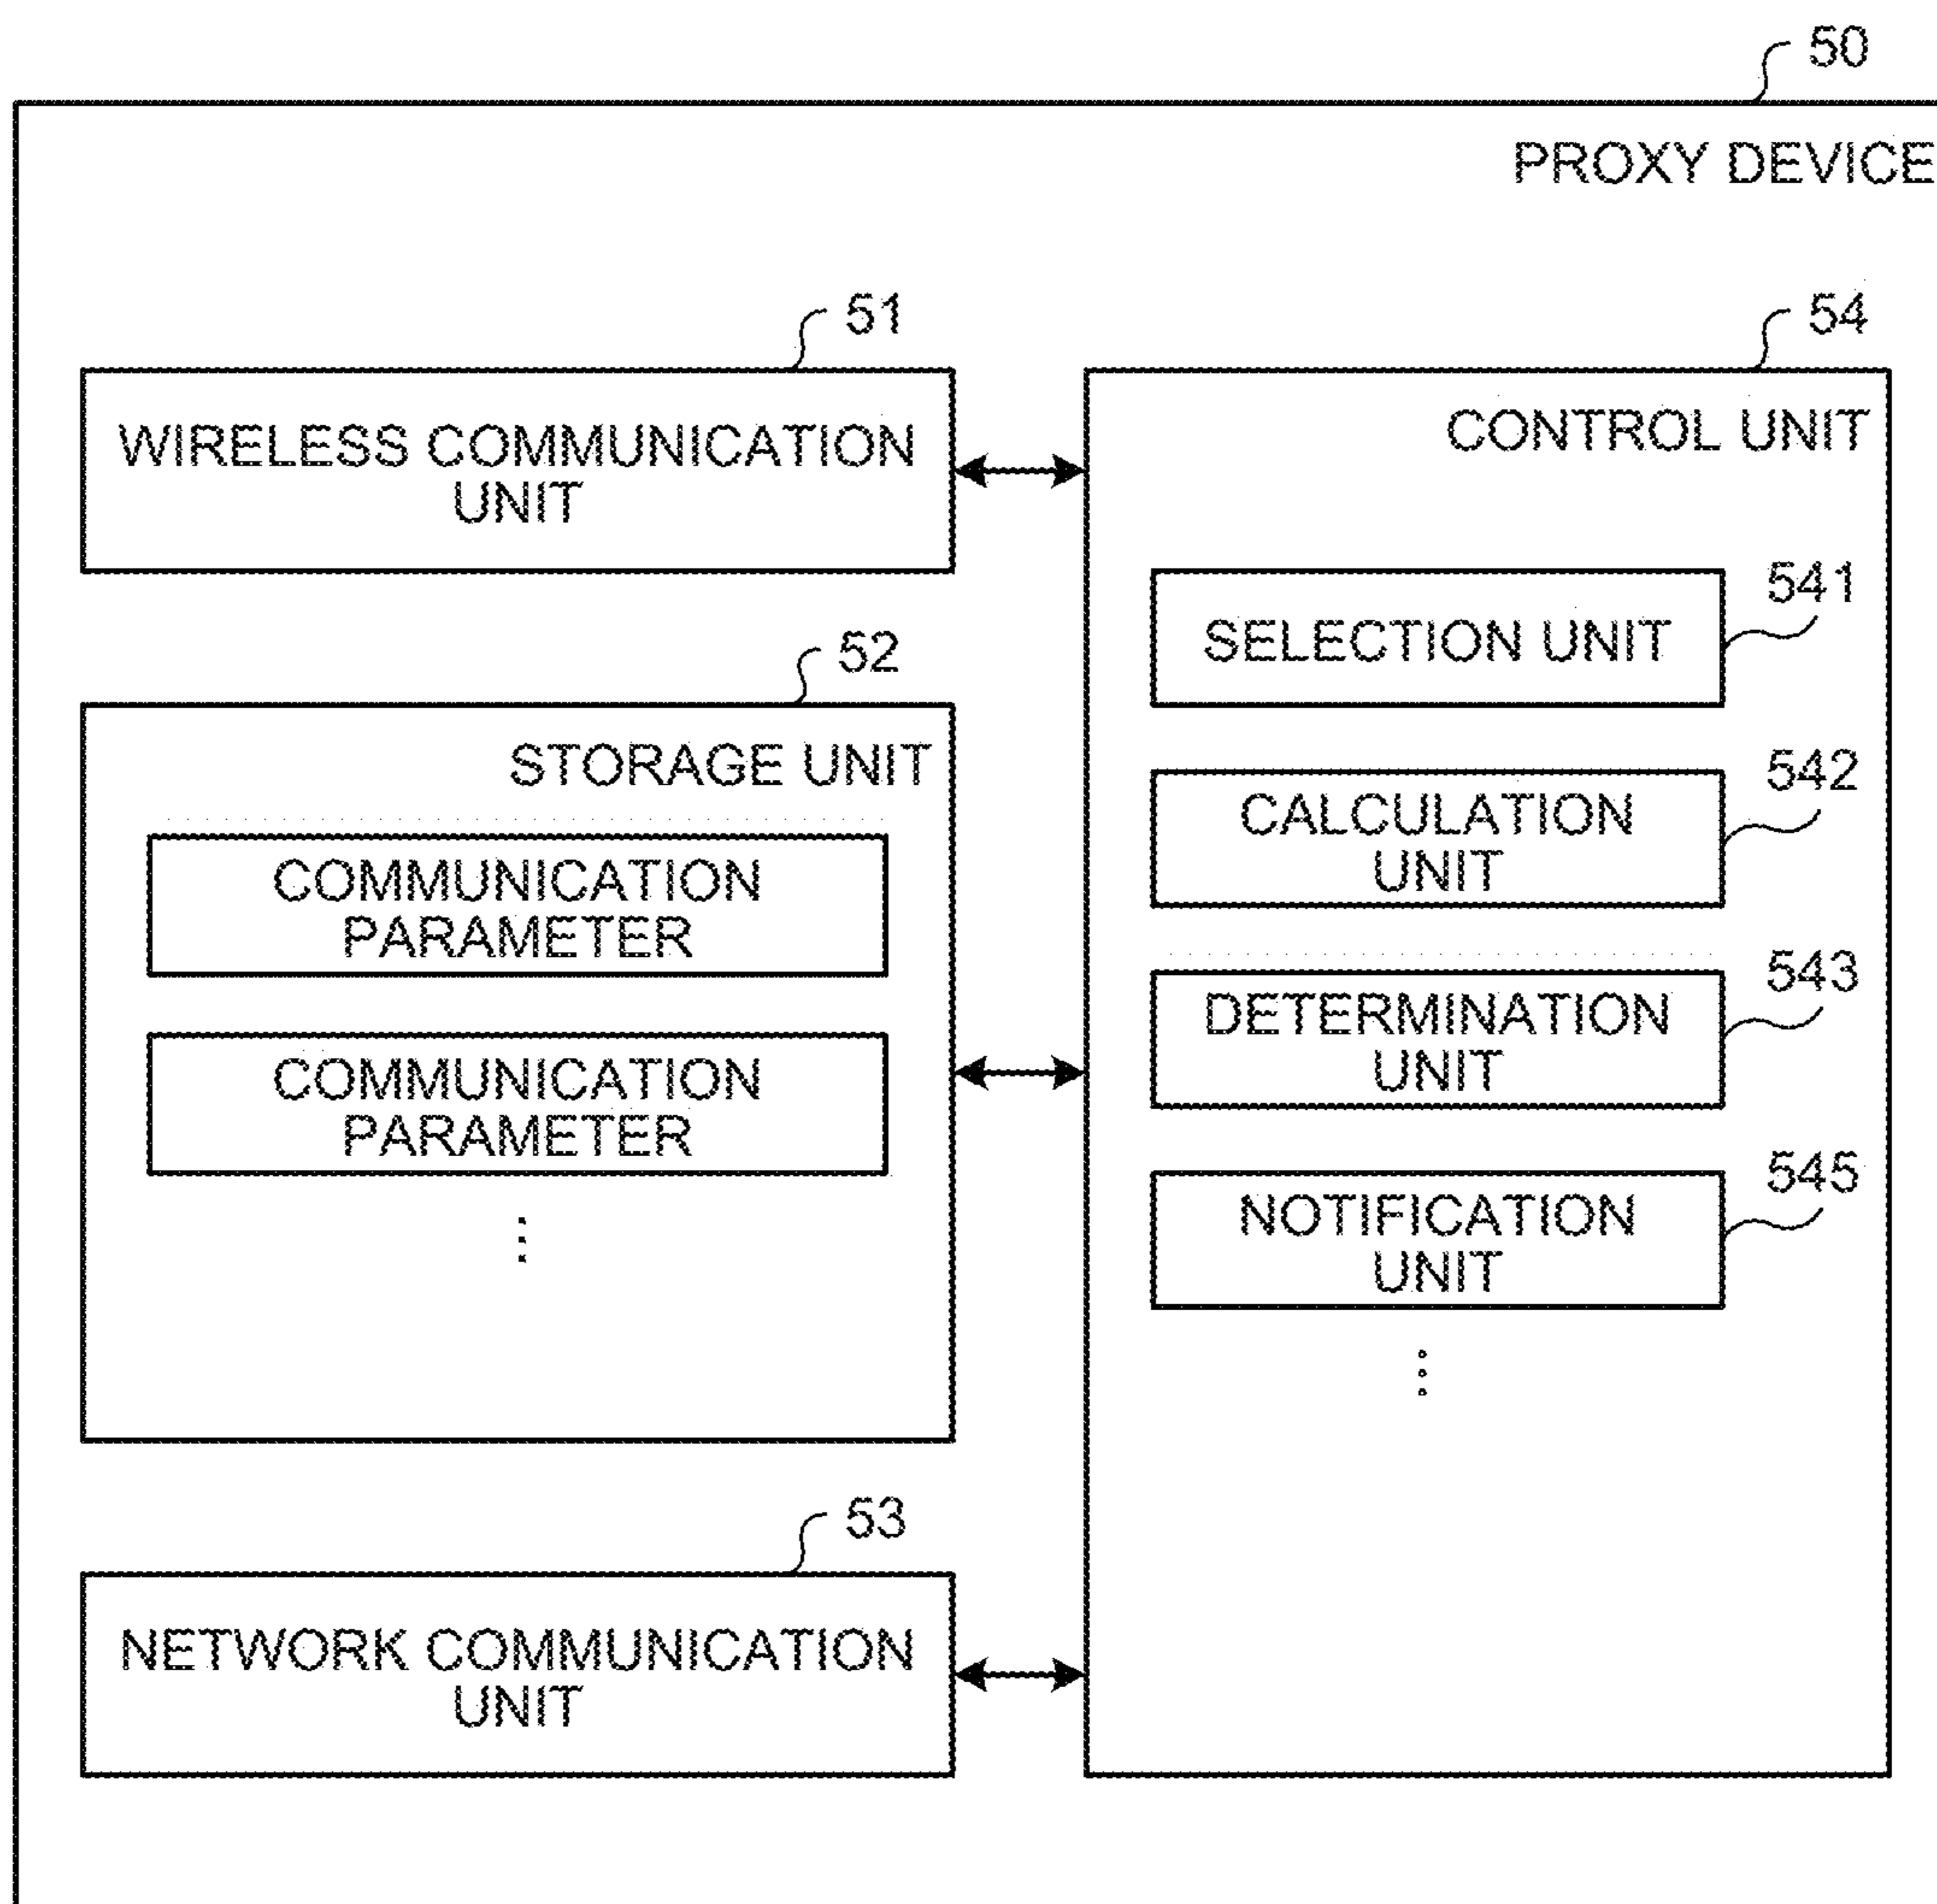 50
PROXY DEVICE
51
WIRELESS COMMUNICATION
UNIT
52
STORAGE UNIT
COMMUNICATION
PARAMETER
COMMUNICATION
PARAMETER
⋮
53
NETWORK COMMUNICATION
UNIT
54
CONTROL UNIT
541
SELECTION UNIT
542
CALCULATION
UNIT
543
DETERMINATION
UNIT
545
NOTIFICATION
UNIT
⋮